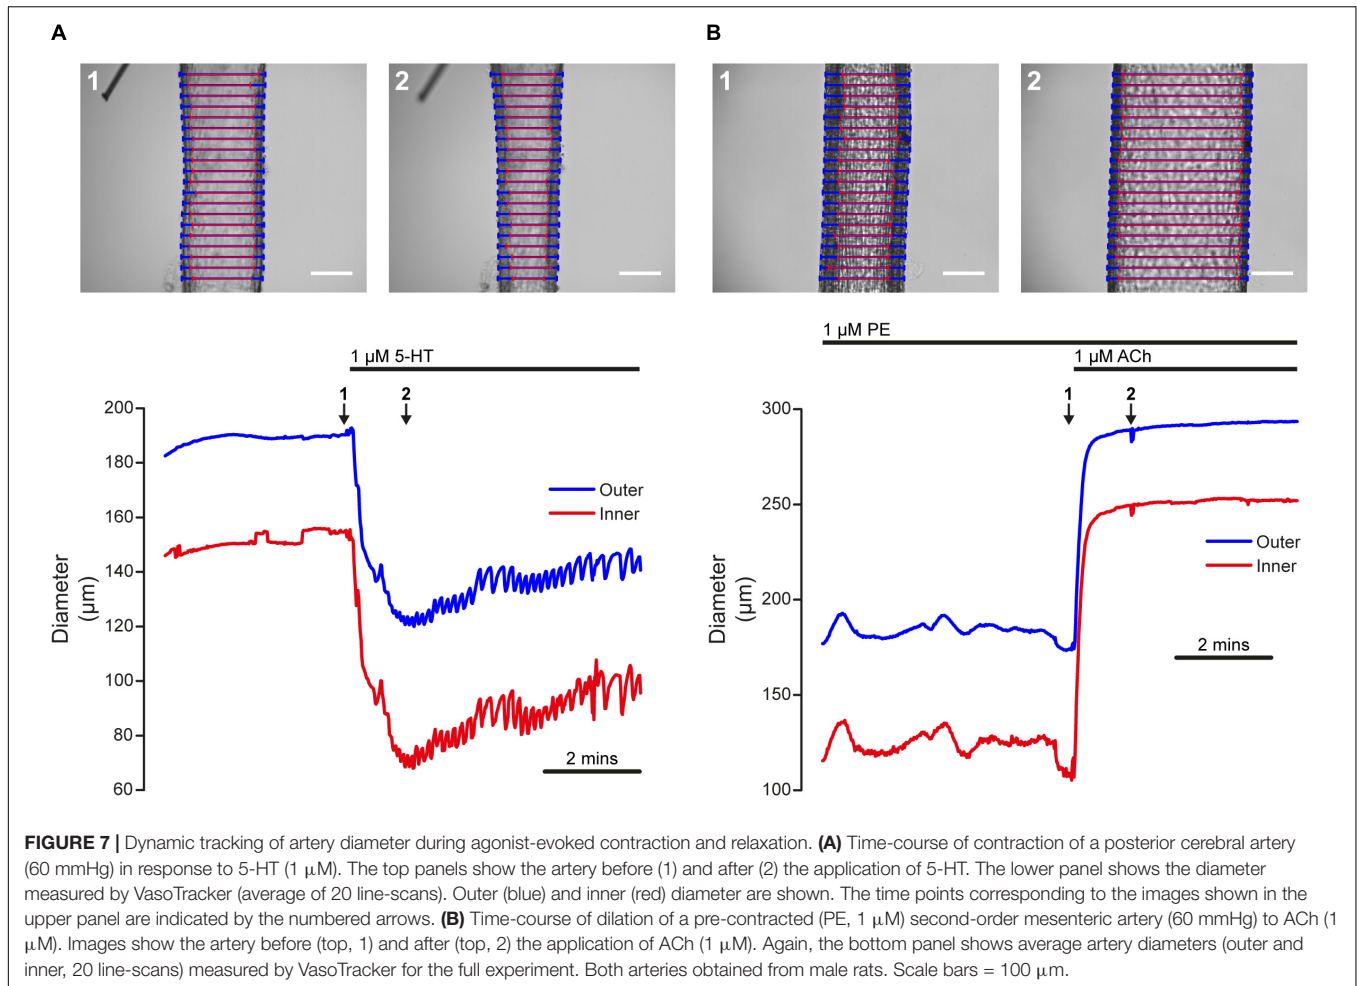 A
B
1
2
1
2
1 µM 5-HT
1
2
200
180
160
140
120
100
80
60
Diameter
(µm)
Outer
Inner
2 mins
1 µM PE
1 µM ACh
1
2
300
250
200
150
100
Diameter
(µm)
Outer
Inner
2 mins
FIGURE 7 | Dynamic tracking of artery diameter during agonist-evoked contraction and relaxation. (A) Time-course of contraction of a posterior cerebral artery
(60 mmHg) in response to 5-HT (1 µM). The top panels show the artery before (1) and after (2) the application of 5-HT. The lower panel shows the diameter
measured by VasoTracker (average of 20 line-scans). Outer (blue) and inner (red) diameter are shown. The time points corresponding to the images shown in the
upper panel are indicated by the numbered arrows. (B) Time-course of dilation of a pre-contracted (PE, 1 µM) second-order mesenteric artery (60 mmHg) to ACh (1
µM). Images show the artery before (top, 1) and after (top, 2) the application of ACh (1 µM). Again, the bottom panel shows average artery diameters (outer and
inner, 20 line-scans) measured by VasoTracker for the full experiment. Both arteries obtained from male rats. Scale bars = 100 µm.